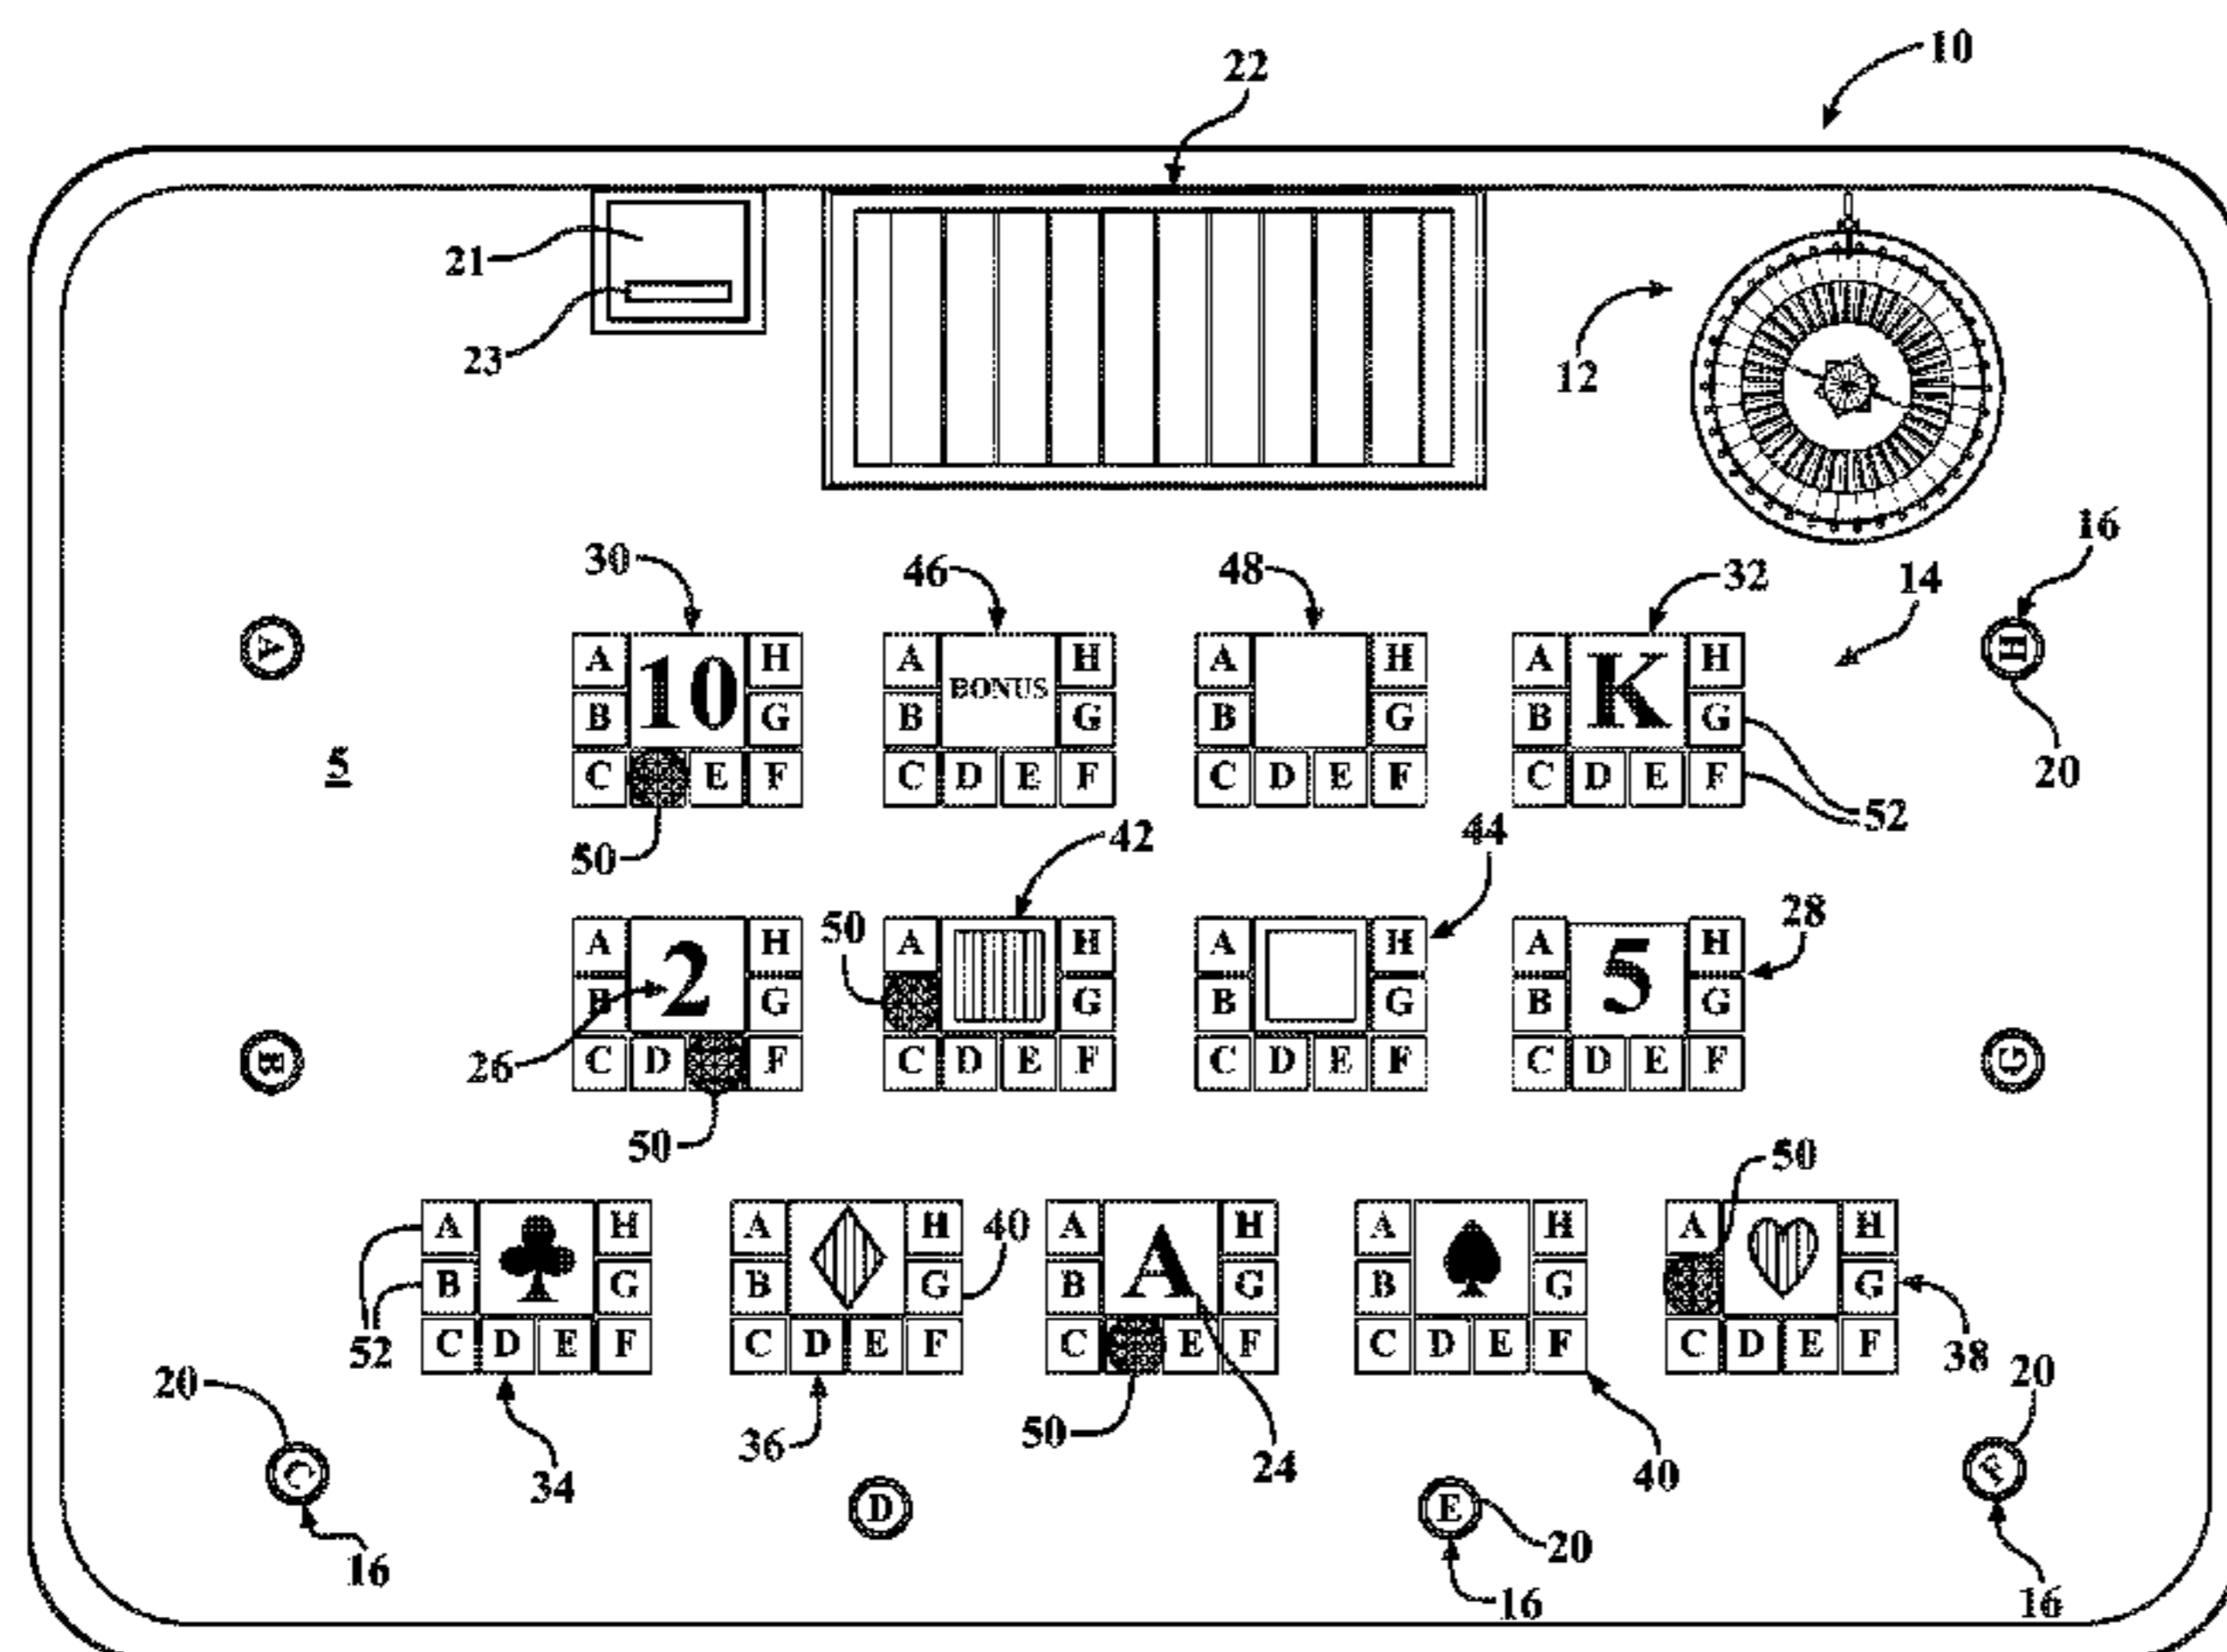 10
22
21
23
12
16
30
46
48
32
14
A
H
A 10 H
B G
C E F
A BONUS H
B G
C D E F
A H
B G
C D E F
A K H
B G
C D E F
20
5
52
50
42
44
28
50
A 2 H
B G
C D F
A H
G
C D E F
A H
B G
C D E F
A 5 H
B G
C D E F
26
B
G
50
50
A H
B G
C D E F
A H
B G
C D E F
40
A A H
B G
C E F
A H
B G
C D E F
A H
G
C D E F
52
38
20
20
36
50
24
40
34
C
D
E
F
16
20
16
16